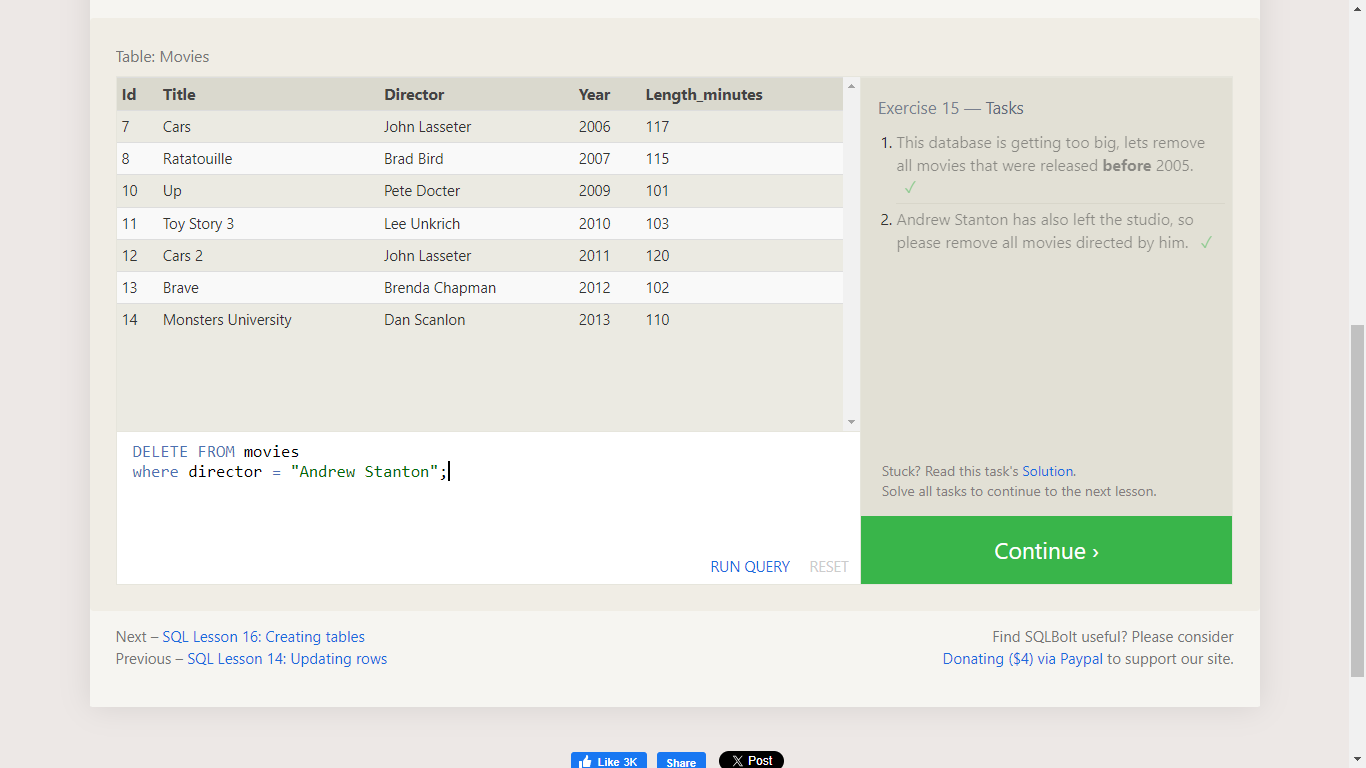 Table: Movies
Id Title Director Year Length_minutes
7 Cars John Lasseter 2006 117
8 Ratatouille Brad Bird 2007 115
10 Up Pete Docter 2009 101
11 Toy Story 3 Lee Unkrich 2010 103
12 Cars 2 John Lasseter 2011 120
13 Brave Brenda Chapman 2012 102
14 Monsters University Dan Scanlon 2013 110
DELETE FROM movies
where director = "Andrew Stanton";
RUN QUERY RESET
Exercise 15 — Tasks
1. This database is getting too big, lets remove
all movies that were released before 2005.
✓
2. Andrew Stanton has also left the studio, so
please remove all movies directed by him. ✓
Stuck? Read this task's Solution.
Solve all tasks to continue to the next lesson.
Continue ›
Next – SQL Lesson 16: Creating tables
Previous – SQL Lesson 14: Updating rows
Find SQLBolt useful? Please consider
Donating ($4) via Paypal to support our site.
Like 3K Share X Post